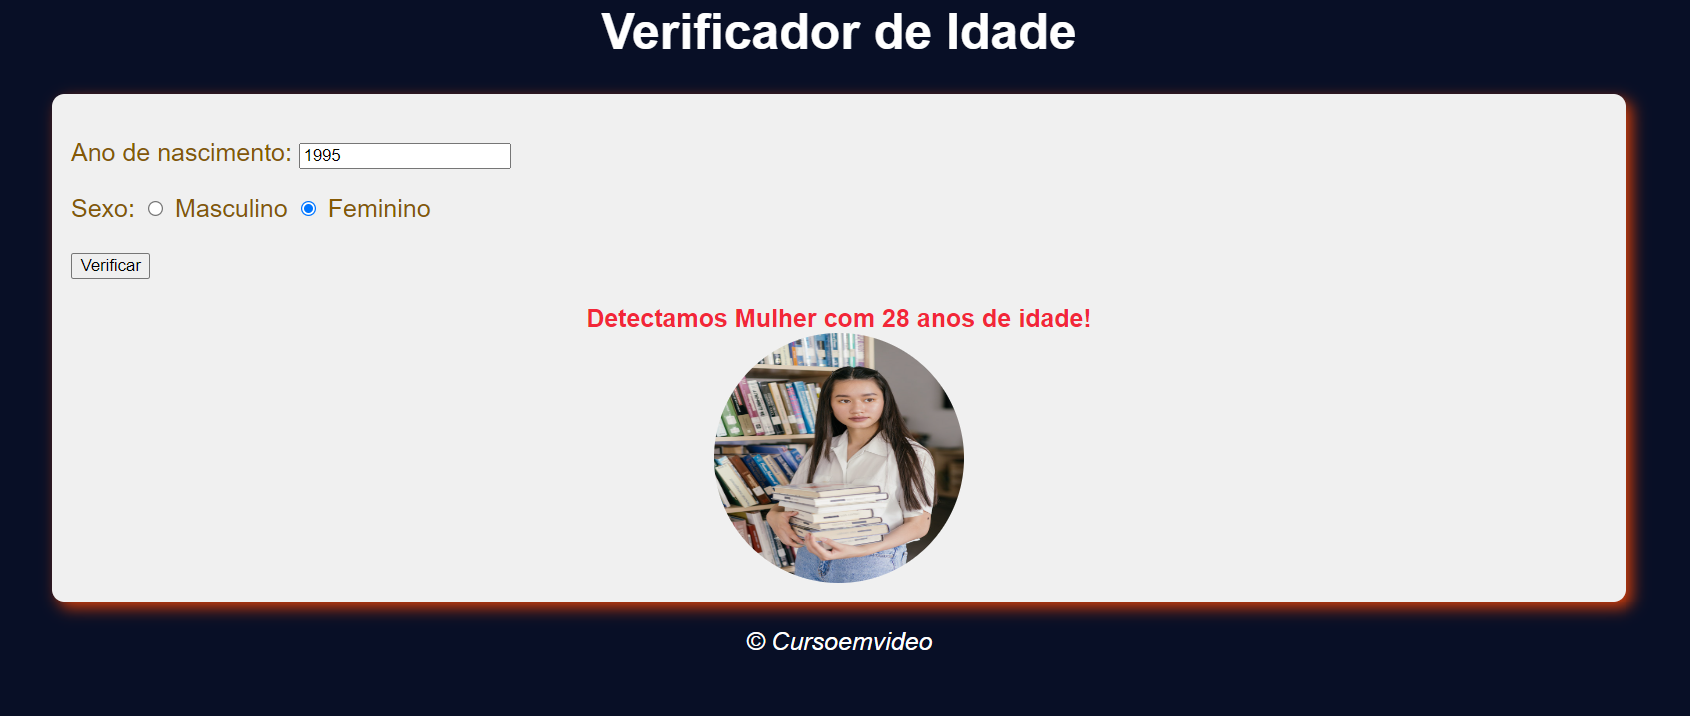 Verificador de Idade
Ano de nascimento: 1995
Sexo: Masculino Feminino
Verificar
Detectamos Mulher com 28 anos de idade!
© Cursoemvideo